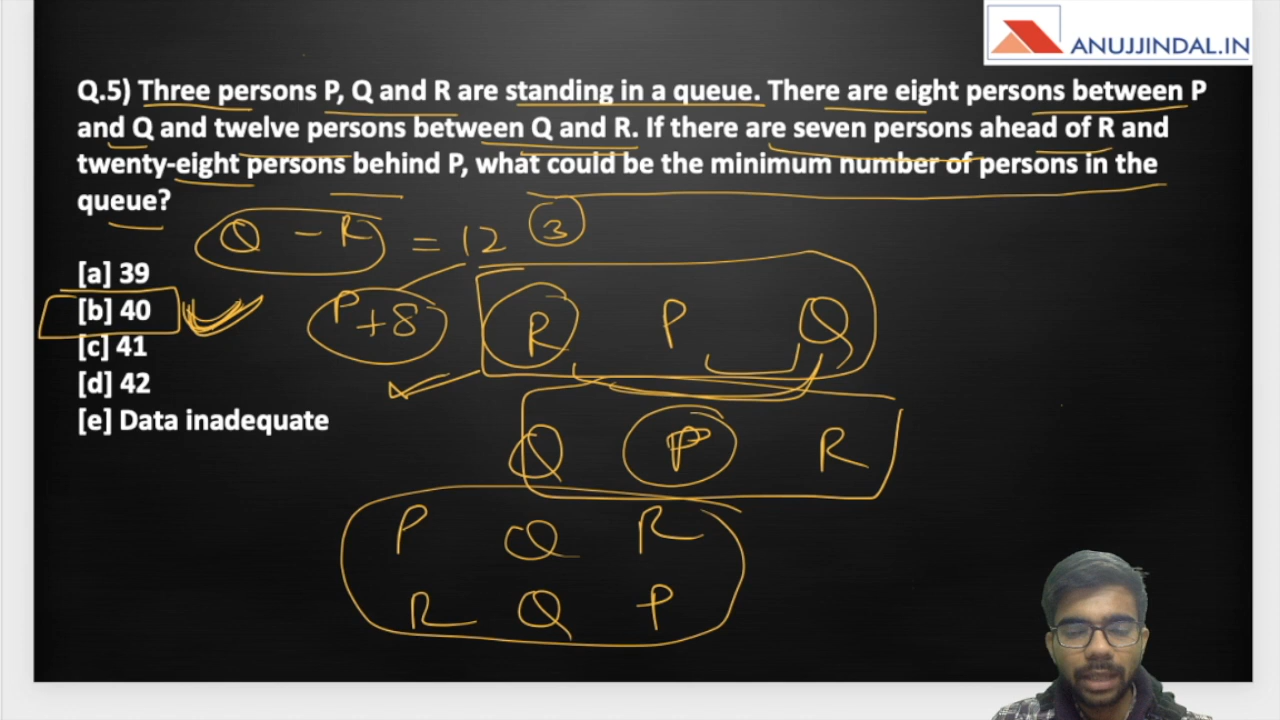 ANUJJINDAL.IN
Q.5) Three persons P, Q and R are standing in a queue. There are eight persons between P
and Q and twelve persons between Q and R. If there are seven persons ahead of R and
twenty-eight persons behind P, what could be the minimum number of persons in the
queue?
Q - R = 12 3
[a] 39
[b] 40
P+8 R P Q
[c] 41
[d] 42
[e] Data inadequate
Q P R
P Q R
R Q P